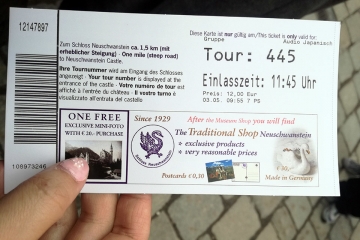 12147897
Diese Karte ist nur gültig am/This ticket is only valid for:
Gruppe Audio Japanisch
Zum Schloss Neuschwanstein ca. 1,5 km (mit
erheblicher Steigung) - One mile (steep road)
to Neuschwanstein Castle.
Ihre Tournummer wird am Eingang des Schlosses
angezeigt - Your tour number is displayed at
the entrance - Votre numéro de tour est
affiché à l'entrée du château - Il vostro turno è
visualizzato all'entrata del castello
Tour: 445
Einlasszeit: 11:45 Uhr
Preis: 12,00 Eur
03.05. 09:55 7 PS
108973246
ONE FREE
EXCLUSIVE MINI-FOTO
WITH € 20.- PURCHASE
Since 1929
After the Museum Shop you will find
The Traditional Shop Neuschwanstein
» exclusive products
» very reasonable prices
Postcards € 0,10
Made in Germany